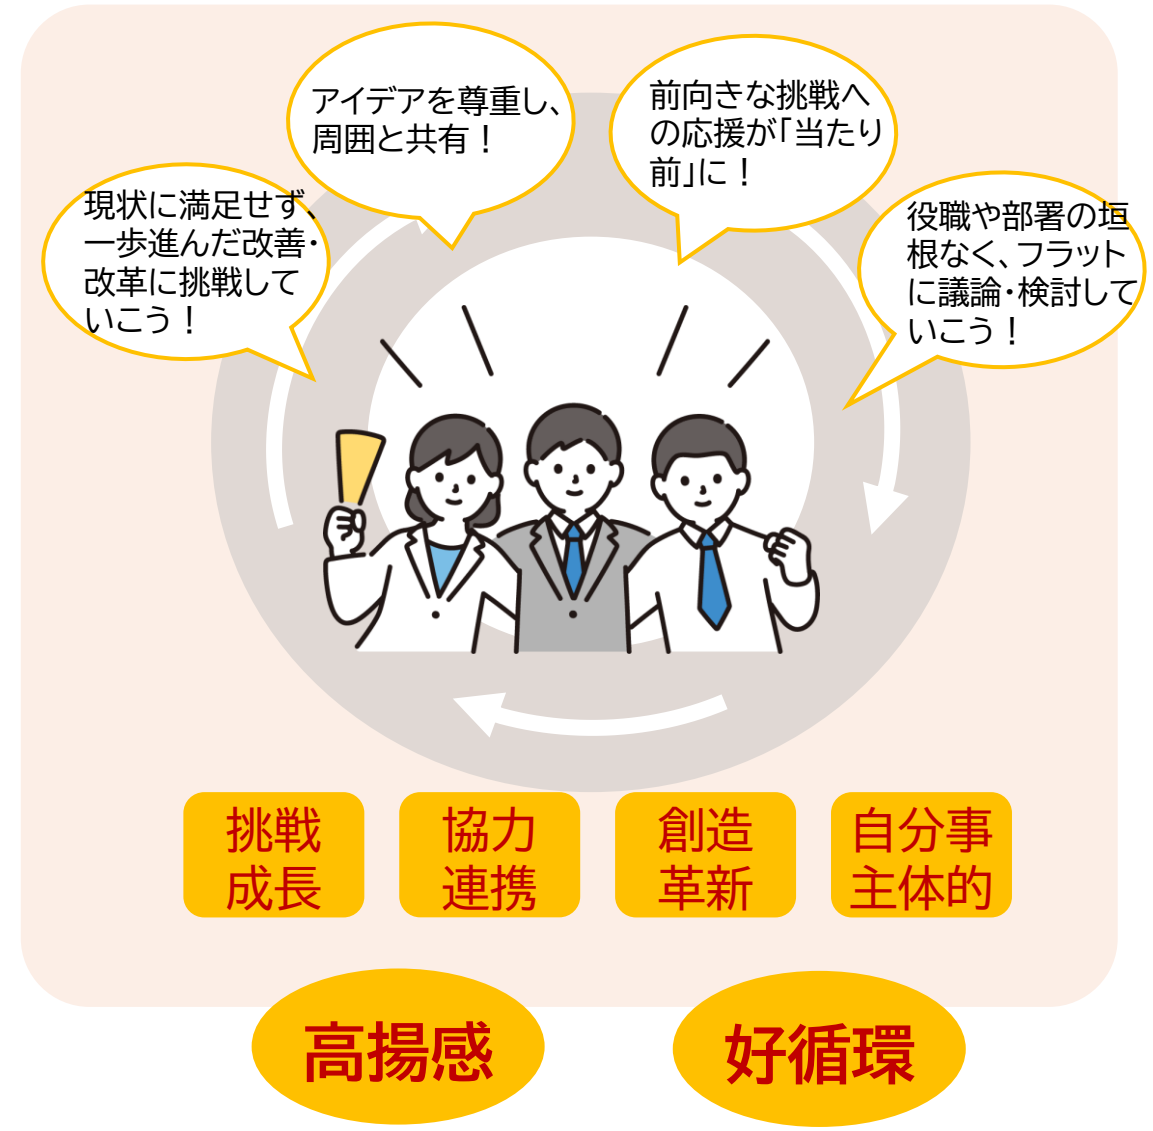 アイデアを尊重し、
周囲と共有！
前向きな挑戦へ
の応援が「当たり
前」に！
現状に満足せず、
一歩進んだ改善・
改革に挑戦して
いこう！
役職や部署の垣
根なく、フラット
に議論・検討して
いこう！
挑戦
成長
協力
連携
創造
革新
自分事
主体的
高揚感
好循環